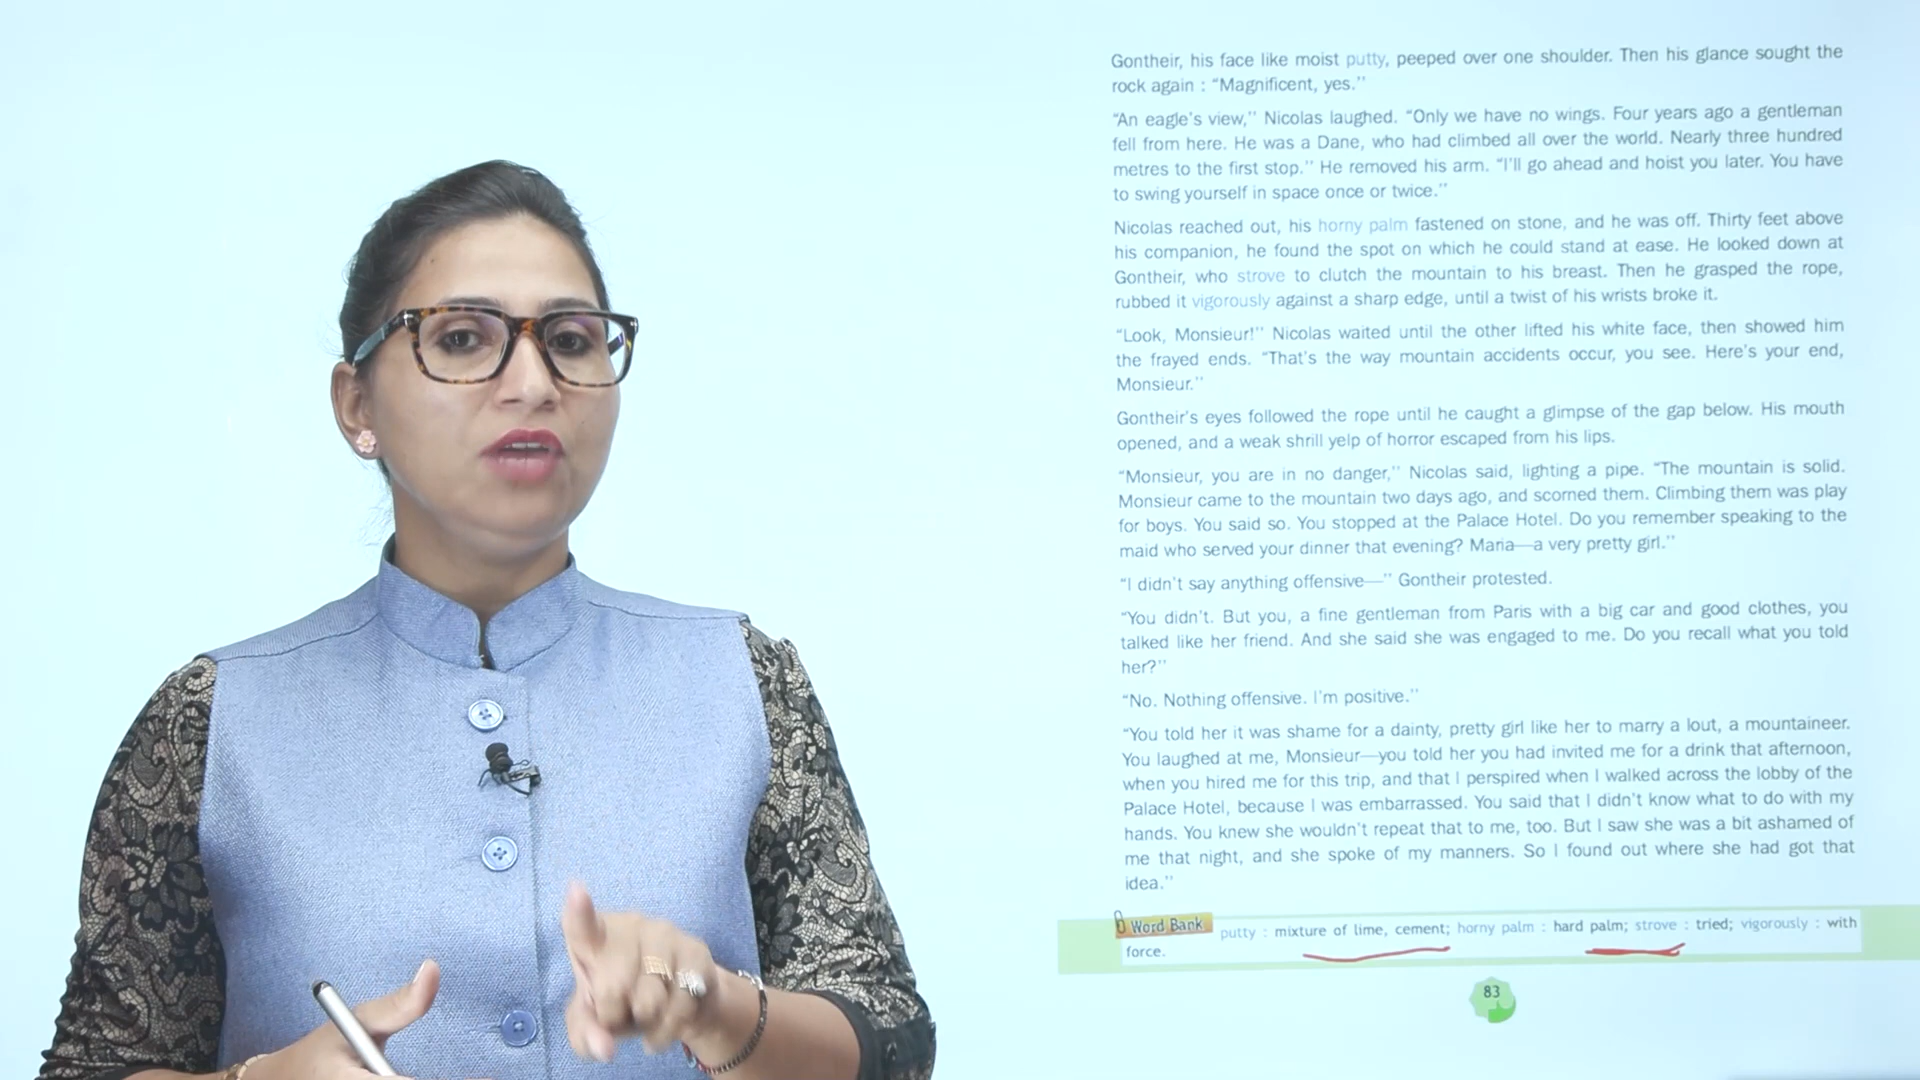 Gontheir, his face like moist putty, peeped over one shoulder. Then his glance sought the
rock again : “Magnificent, yes.’’
“An eagle’s view,’’ Nicolas laughed. “Only we have no wings. Four years ago a gentleman
fell from here. He was a Dane, who had climbed all over the world. Nearly three hundred
metres to the first stop.’’ He removed his arm. “I’ll go ahead and hoist you later. You have
to swing yourself in space once or twice.’’
Nicolas reached out, his horny palm fastened on stone, and he was off. Thirty feet above
his companion, he found the spot on which he could stand at ease. He looked down at
Gontheir, who strove to clutch the mountain to his breast. Then he grasped the rope,
rubbed it vigorously against a sharp edge, until a twist of his wrists broke it.
“Look, Monsieur!’’ Nicolas waited until the other lifted his white face, then showed him
the frayed ends. “That’s the way mountain accidents occur, you see. Here’s your end,
Monsieur.’’
Gontheir’s eyes followed the rope until he caught a glimpse of the gap below. His mouth
opened, and a weak shrill yelp of horror escaped from his lips.
“Monsieur, you are in no danger,’’ Nicolas said, lighting a pipe. “The mountain is solid.
Monsieur came to the mountain two days ago, and scorned them. Climbing them was play
for boys. You said so. You stopped at the Palace Hotel. Do you remember speaking to the
maid who served your dinner that evening? Maria—a very pretty girl.’’
“I didn’t say anything offensive—’’ Gontheir protested.
“You didn’t. But you, a fine gentleman from Paris with a big car and good clothes, you
talked like her friend. And she said she was engaged to me. Do you recall what you told
her?’’
“No. Nothing offensive. I’m positive.’’
“You told her it was shame for a dainty, pretty girl like her to marry a lout, a mountaineer.
You laughed at me, Monsieur—you told her you had invited me for a drink that afternoon,
when you hired me for this trip, and that I perspired when I walked across the lobby of the
Palace Hotel, because I was embarrassed. You said that I didn’t know what to do with my
hands. You knew she wouldn’t repeat that to me, too. But I saw she was a bit ashamed of
me that night, and she spoke of my manners. So I found out where she had got that
idea.’’
Word Bank putty : mixture of lime, cement; horny palm : hard palm; strove : tried; vigorously : with
force.
83